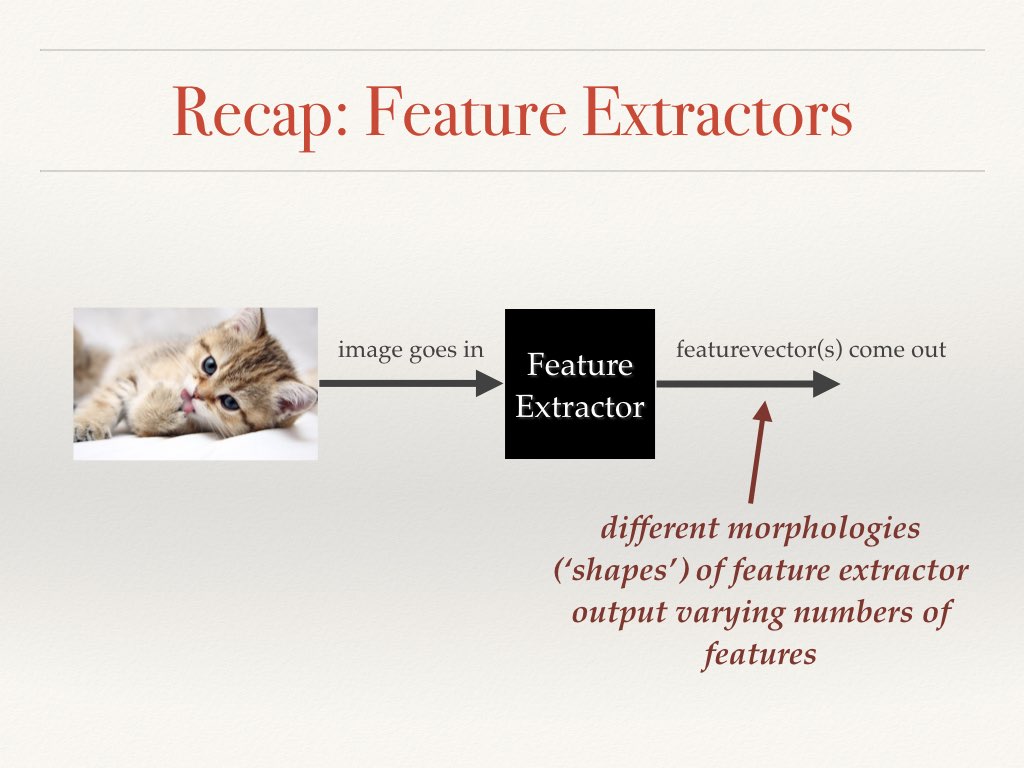 Recap: Feature Extractors
image goes in
Feature
Extractor
featurevector(s) come out
different morphologies
(‘shapes’) of feature extractor
output varying numbers of
features